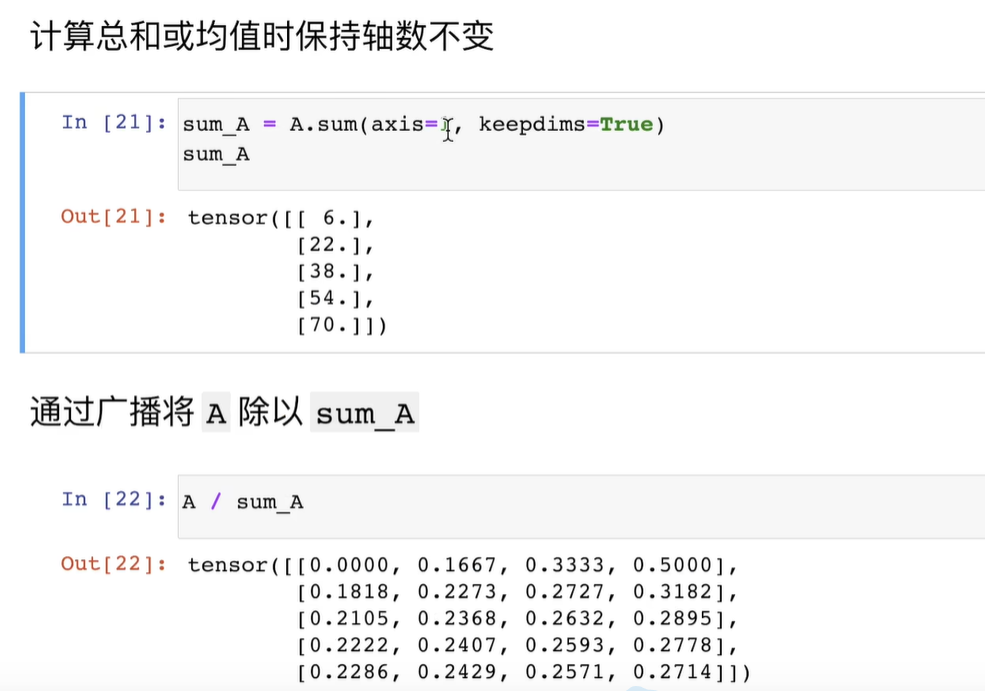 计算总和或均值时保持轴数不变
In [21]: sum_A = A.sum(axis= , keepdims=True)
sum_A
Out[21]: tensor([[ 6.],
[22.],
[38.],
[54.],
[70.]])
通过广播将 A 除以 sum_A
In [22]: A / sum_A
Out[22]: tensor([[0.0000, 0.1667, 0.3333, 0.5000],
[0.1818, 0.2273, 0.2727, 0.3182],
[0.2105, 0.2368, 0.2632, 0.2895],
[0.2222, 0.2407, 0.2593, 0.2778],
[0.2286, 0.2429, 0.2571, 0.2714]])